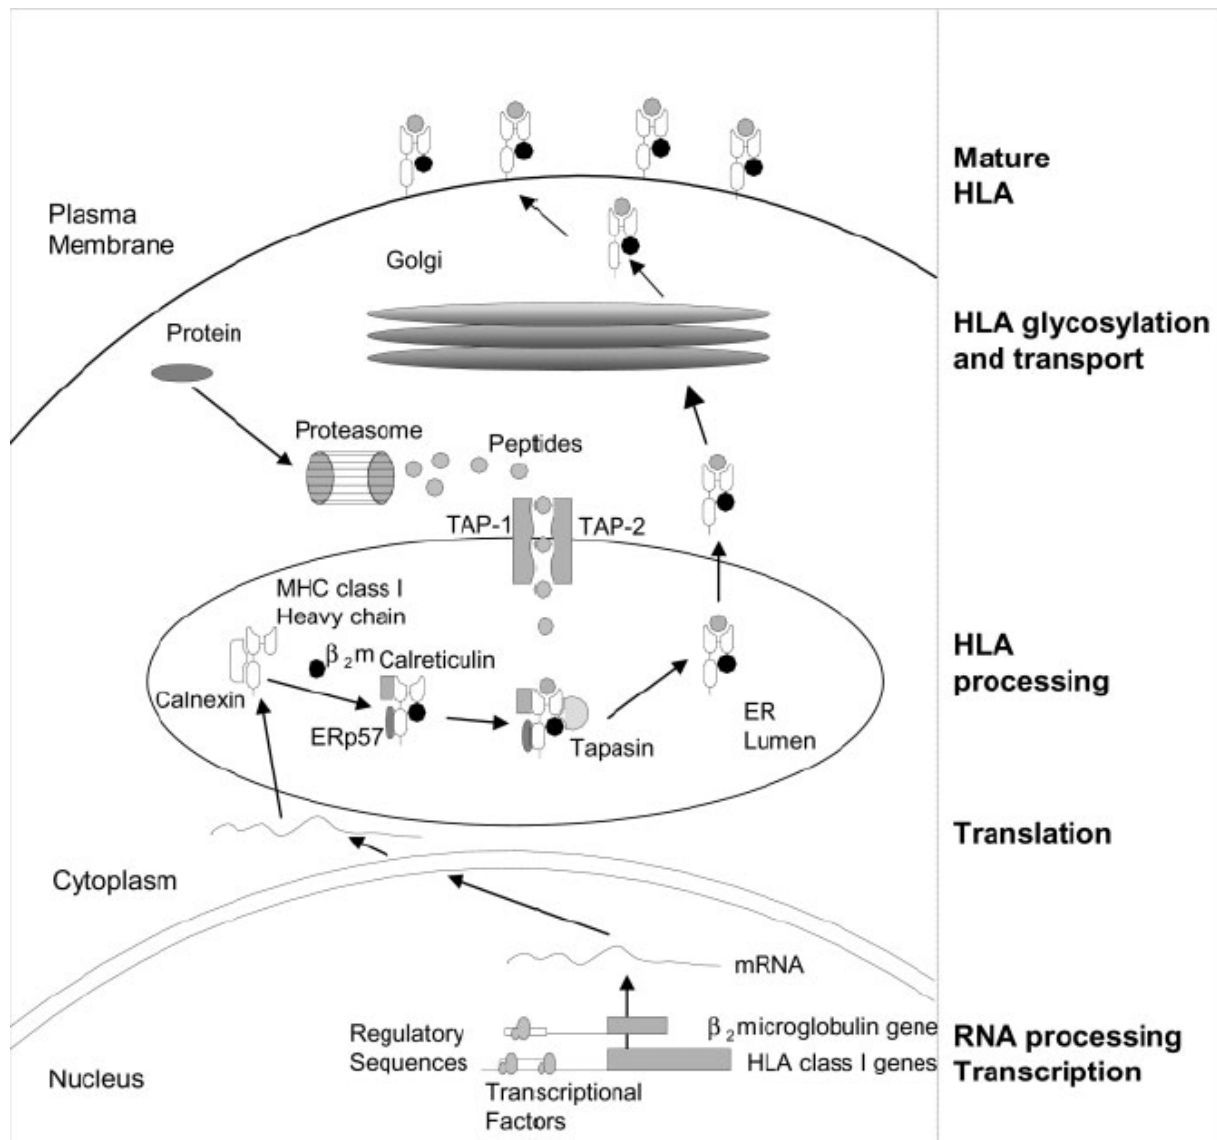 Mature
HLA
Plasma
Membrane
Golgi
HLA glycosylation
and transport
Protein
Proteasome
Peptides
TAP-1
TAP-2
MHC class I
Heavy chain
β2m
Calreticulin
Calnexin
ERp57
Tapasin
ER
Lumen
HLA
processing
Translation
Cytoplasm
mRNA
Regulatory
Sequences
β2microglobulin gene
HLA class I genes
RNA processing
Transcription
Nucleus
Transcriptional
Factors